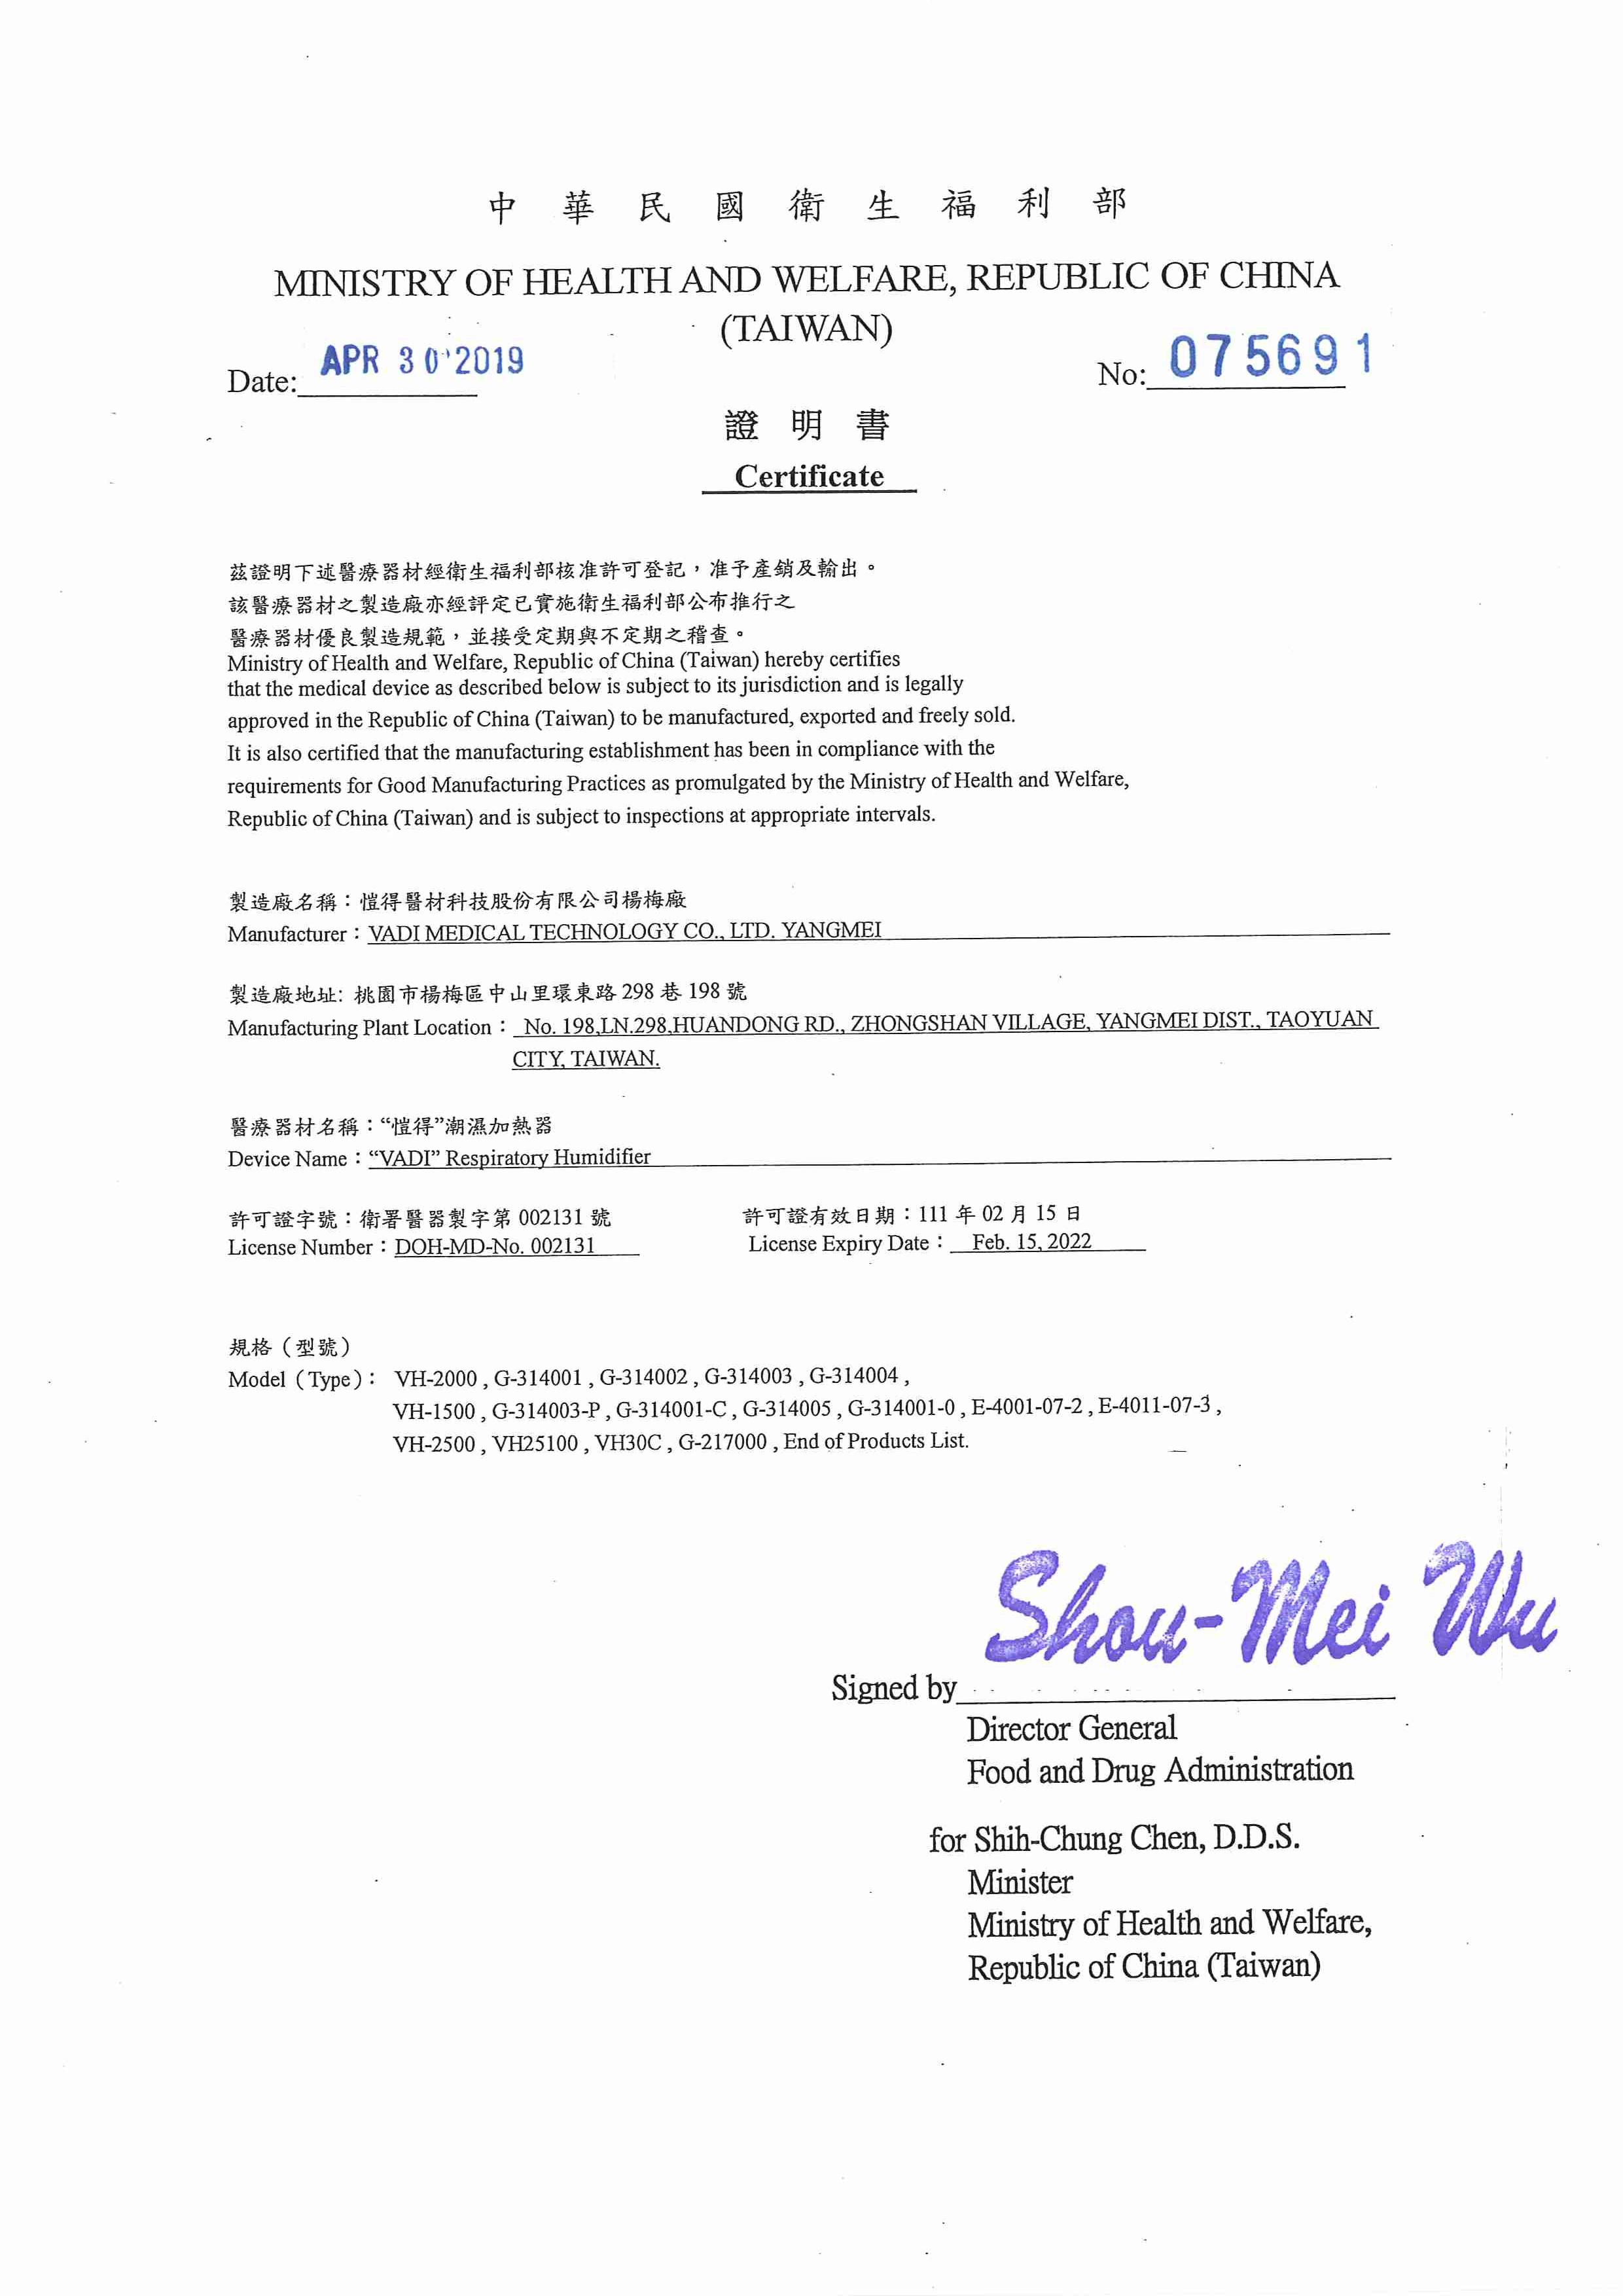 中華民國衛生福利部
MINISTRY OF HEALTH AND WELFARE, REPUBLIC OF CHINA
(TAIWAN)
Date: APR 30 2019 No: 075691
證明書
Certificate
茲證明下述醫療器材經衛生福利部核准許可登記，准予產銷及輸出。
該醫療器材之製造廠亦經評定已實施衛生福利部公布推行之
醫療器材優良製造規範，並接受定期與不定期之稽查。
Ministry of Health and Welfare, Republic of China (Taiwan) hereby certifies
that the medical device as described below is subject to its jurisdiction and is legally
approved in the Republic of China (Taiwan) to be manufactured, exported and freely sold.
It is also certified that the manufacturing establishment has been in compliance with the
requirements for Good Manufacturing Practices as promulgated by the Ministry of Health and Welfare,
Republic of China (Taiwan) and is subject to inspections at appropriate intervals.
製造廠名稱：愷得醫材科技股份有限公司楊梅廠
Manufacturer：VADI MEDICAL TECHNOLOGY CO., LTD. YANGMEI
製造廠地址: 桃園市楊梅區中山里環東路 298 巷 198 號
Manufacturing Plant Location： No. 198,LN.298,HUANDONG RD., ZHONGSHAN VILLAGE, YANGMEI DIST., TAOYUAN
CITY, TAIWAN.
醫療器材名稱：“愷得”潮濕加熱器
Device Name：“VADI” Respiratory Humidifier
許可證字號：衛署醫器製字第 002131 號 許可證有效日期：111 年 02 月 15 日
License Number：DOH-MD-No. 002131 License Expiry Date： Feb. 15, 2022
規格（型號）
Model（Type）： VH-2000 , G-314001 , G-314002 , G-314003 , G-314004 ,
VH-1500 , G-314003-P , G-314001-C , G-314005 , G-314001-0 , E-4001-07-2 , E-4011-07-3 ,
VH-2500 , VH25100 , VH30C , G-217000 , End of Products List.
Shou-Mei Wu
Signed by
Director General
Food and Drug Administration
for Shih-Chung Chen, D.D.S.
Minister
Ministry of Health and Welfare,
Republic of China (Taiwan)